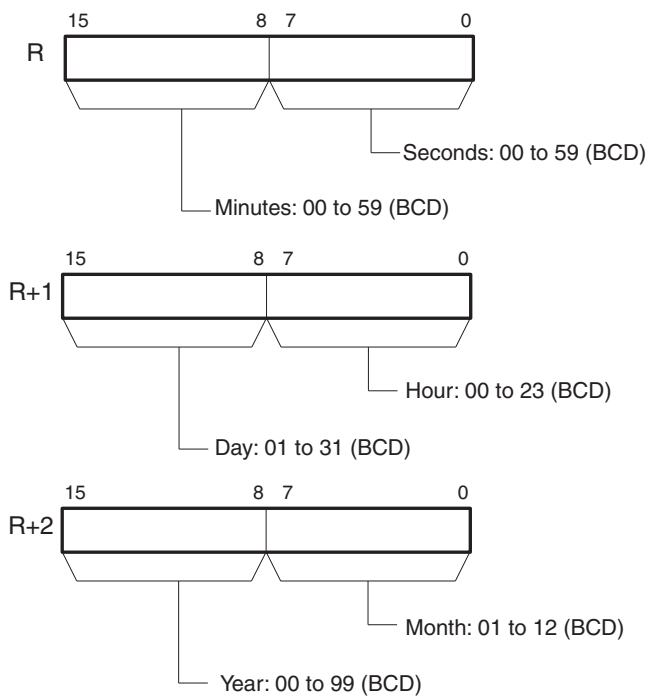 15 8 7 0
R
Seconds: 00 to 59 (BCD)
Minutes: 00 to 59 (BCD)
15 8 7 0
R+1
Hour: 00 to 23 (BCD)
Day: 01 to 31 (BCD)
15 8 7 0
R+2
Month: 01 to 12 (BCD)
Year: 00 to 99 (BCD)